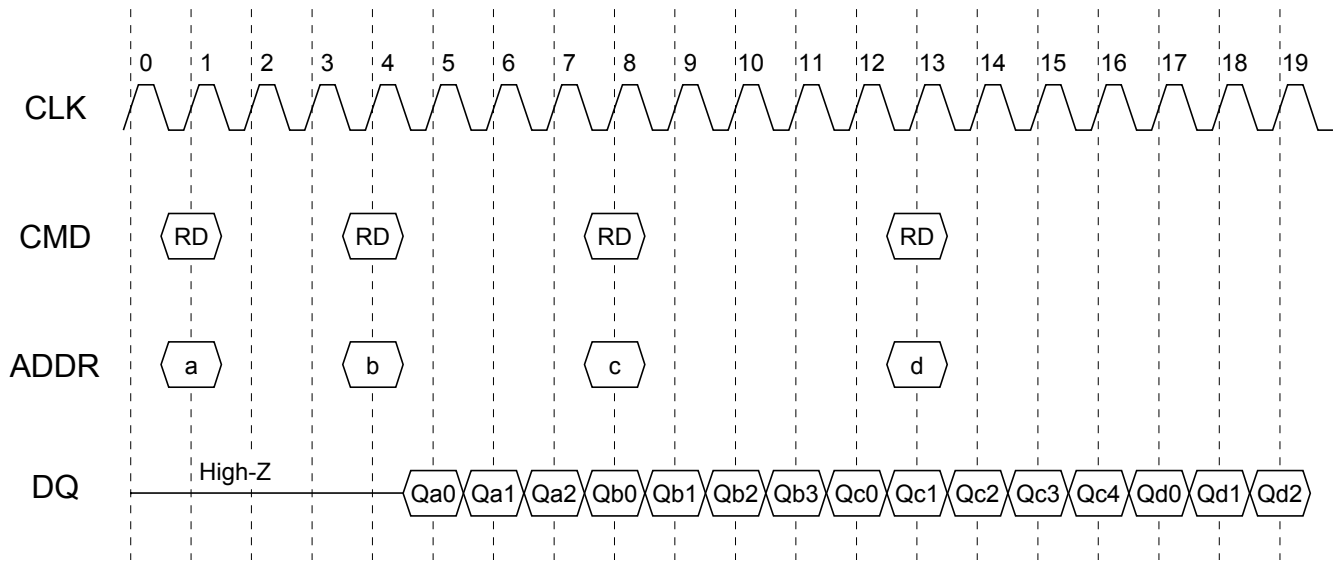 0 1 2 3 4 5 6 7 8 9 10 11 12 13 14 15 16 17 18 19
CLK
CMD RD RD RD RD
ADDR a b c d
DQ High-Z Qa0 Qa1 Qa2 Qb0 Qb1 Qb2 Qb3 Qc0 Qc1 Qc2 Qc3 Qc4 Qd0 Qd1 Qd2